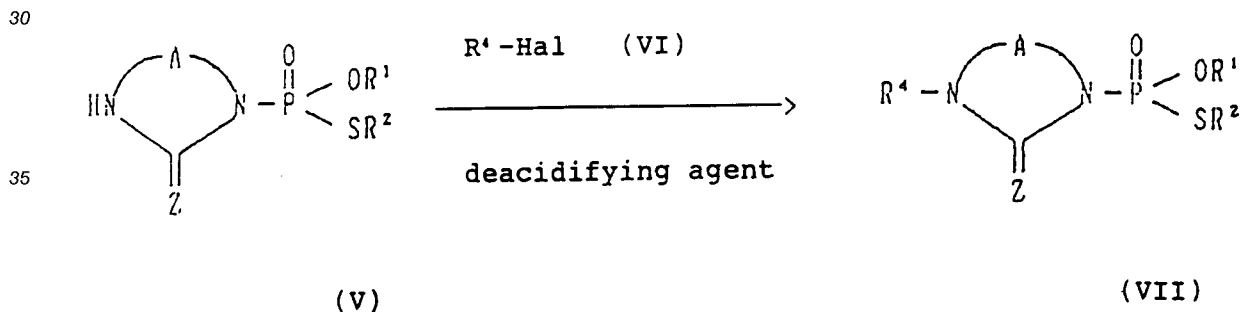 30
R⁴-Hal (VI)
A
O
OR¹
HN
N
P
SR²
Z
A
O
OR¹
R⁴
N
N
P
SR²
Z
deacidifying agent
35
(V)
(VII)